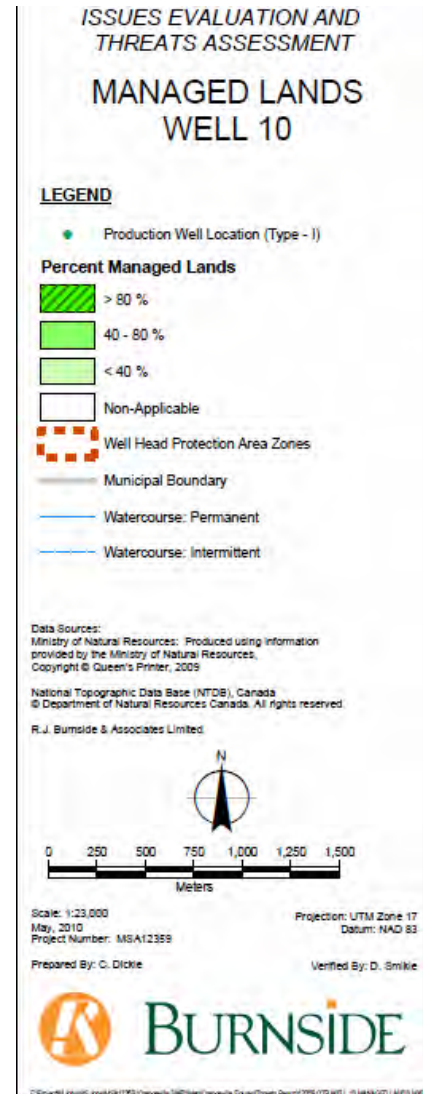 ISSUES EVALUATION AND
THREATS ASSESSMENT
MANAGED LANDS
WELL 10
LEGEND
Production Well Location (Type - I)
Percent Managed Lands
> 80 %
40 - 80 %
< 40 %
Non-Applicable
Well Head Protection Area Zones
Municipal Boundary
Watercourse: Permanent
Watercourse: Intermittent
Data Sources:
Ministry of Natural Resources: Produced using information
provided by the Ministry of Natural Resources,
Copyright © Queen's Printer, 2009
National Topographic Data Base (NTDB), Canada
© Department of Natural Resources Canada. All rights reserved.
R.J. Burnside & Associates Limited.
N
0 250 500 750 1,000 1,250 1,500
Meters
Scale: 1:23,000
May, 2010
Project Number: MSA12359
Projection: UTM Zone 17
Datum: NAD 83
Prepared By: C. Dickie
Verified By: D. Smikle
BURNSIDE